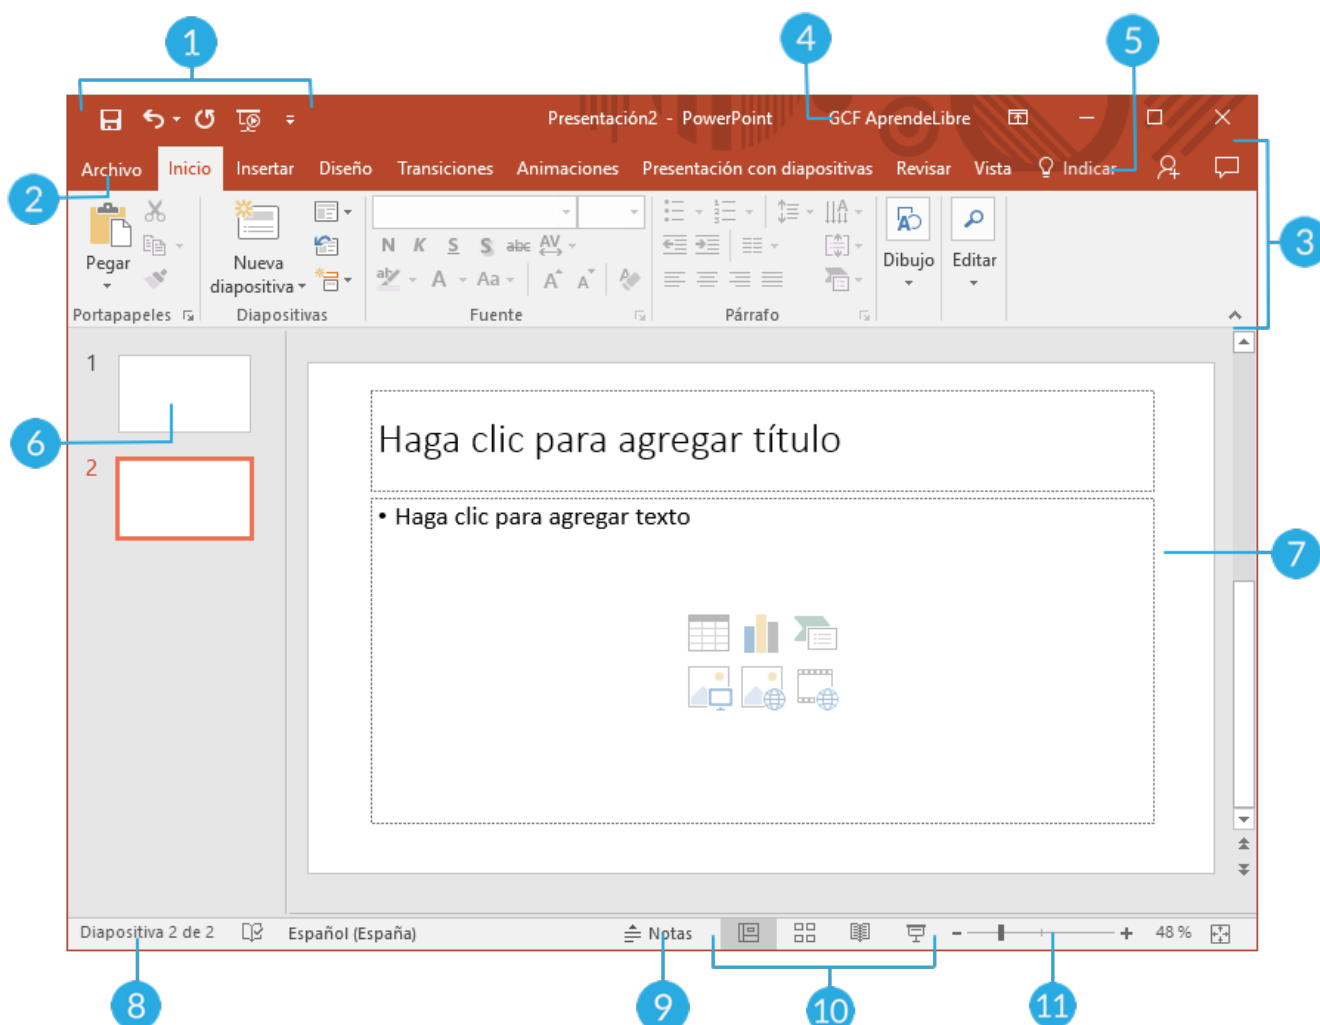 1
4
5
Presentación2 - PowerPoint
GCF AprendeLibre
Archivo Inicio Insertar Diseño Transiciones Animaciones Presentación con diapositivas Revisar Vista Indicar
2
3
Pegar
Nueva diapositiva
N K S S abc AV
aby A Aa A A
Dibujo
Editar
Portapapeles Diapositivas Fuente Párrafo
1
6
2
Haga clic para agregar título
• Haga clic para agregar texto
7
Diapositiva 2 de 2 Español (España) Notas 48 %
8
9
10
11